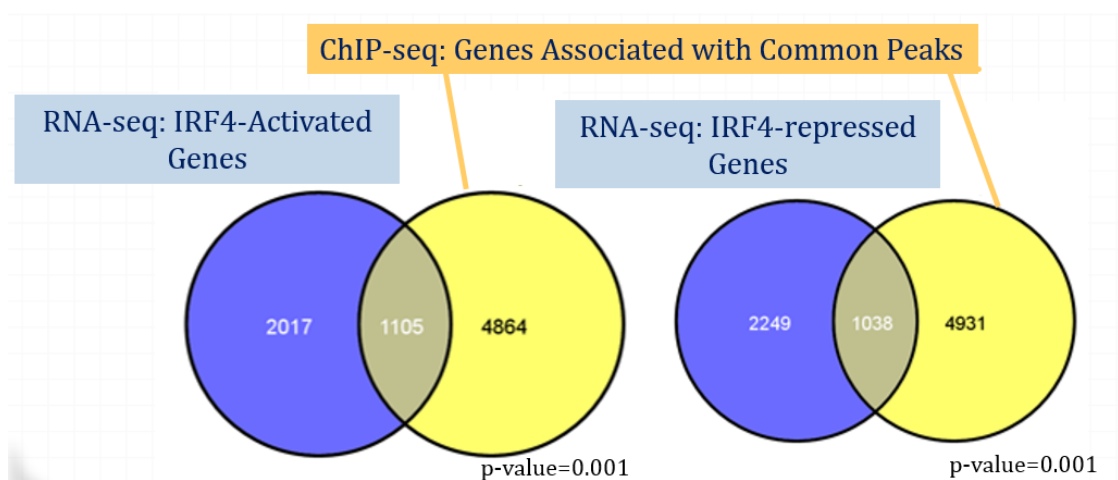 ChIP-seq: Genes Associated with Common Peaks
RNA-seq: IRF4-Activated
Genes
RNA-seq: IRF4-repressed
Genes
2017
1105
4864
2249
1038
4931
p-value=0.001
p-value=0.001